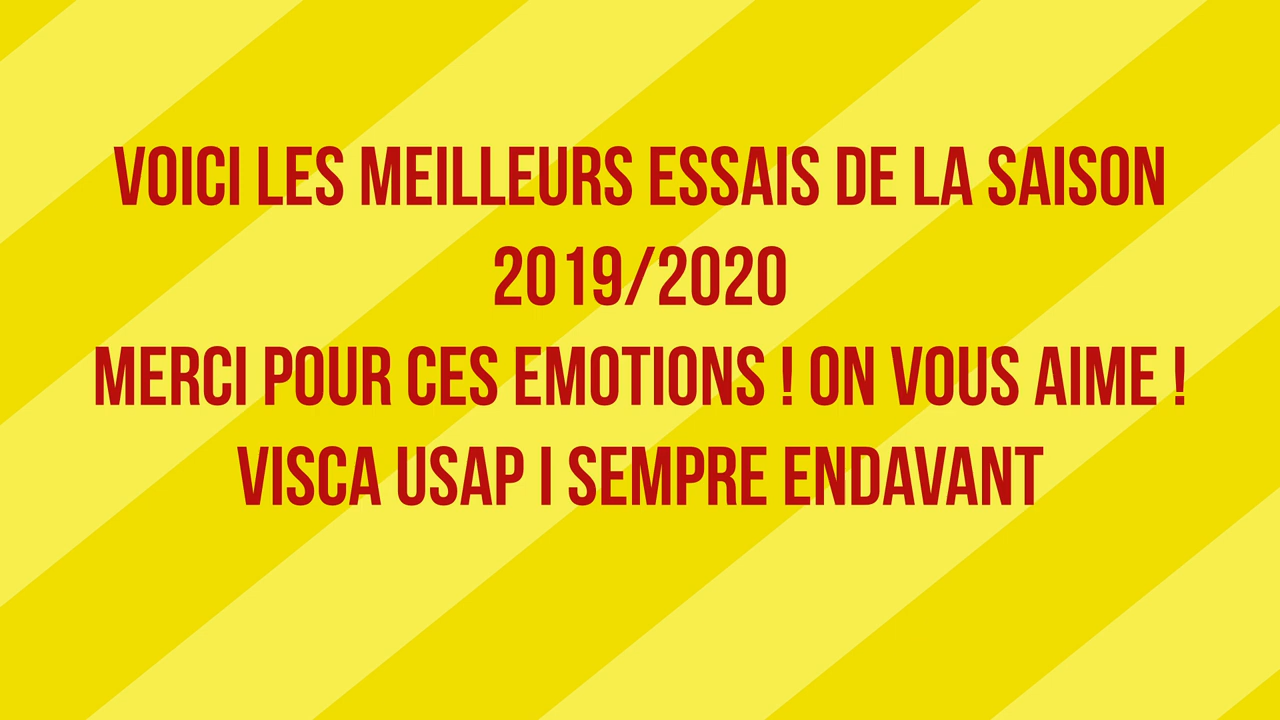 VOICI LES MEILLEURS ESSAIS DE LA SAISON
2019/2020
MERCI POUR CES EMOTIONS ! ON VOUS AIME !
VISCA USAP I SEMPRE ENDAVANT